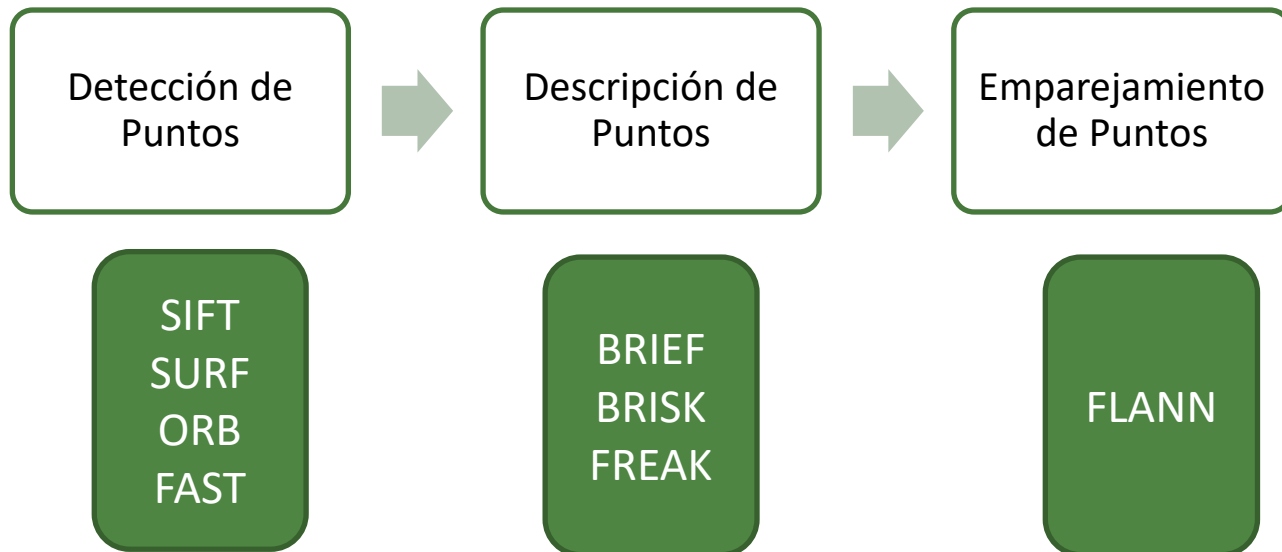 Detección de
Puntos
Descripción de
Puntos
Emparejamiento
de Puntos
SIFT
SURF
ORB
FAST
BRIEF
BRISK
FREAK
FLANN